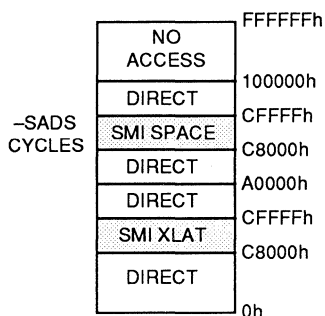 FFFFFFh
NO
ACCESS
100000h
DIRECT
CFFFFh
–SADS
CYCLES
SMI SPACE
C8000h
DIRECT
A0000h
DIRECT
CFFFFh
SMI XLAT
C8000h
DIRECT
0h